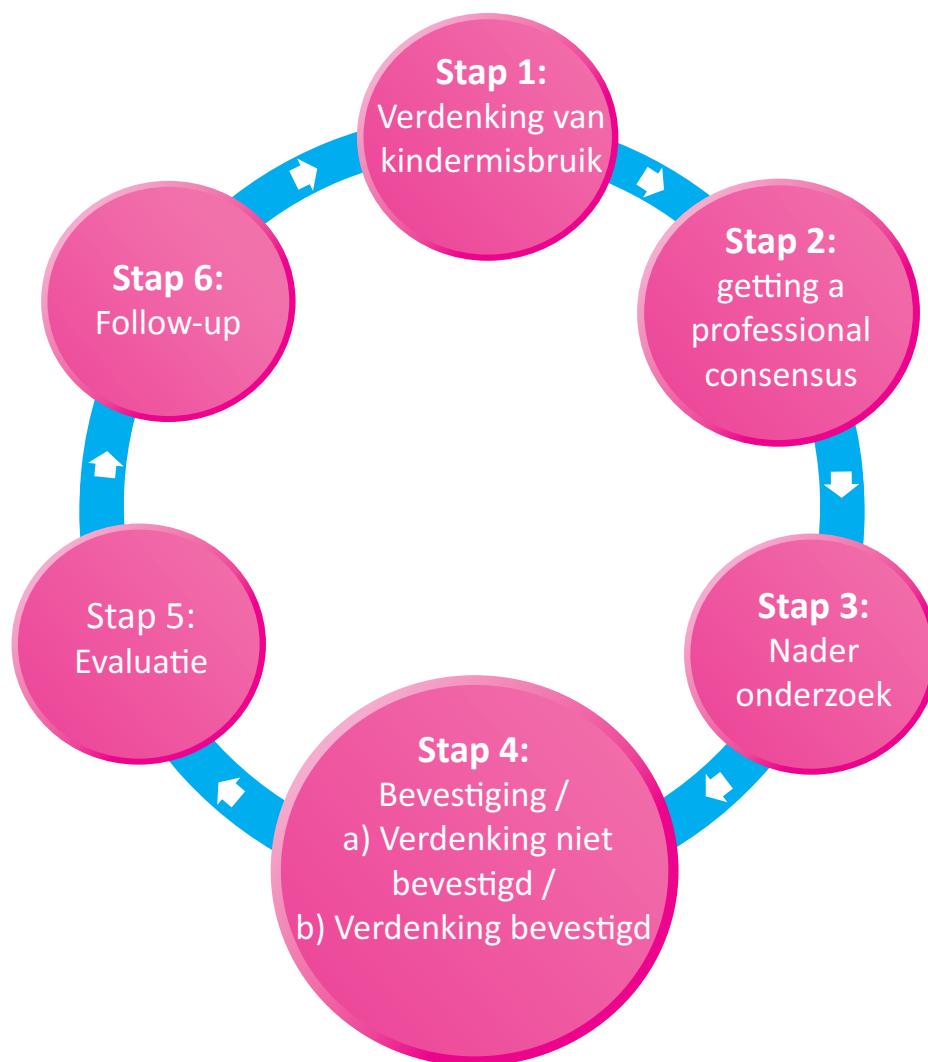 Stap 1:
Verdenking van
kindermisbruik
Stap 2:
getting a
professional
consensus
Stap 3:
Nader
onderzoek
Stap 4:
Bevestiging /
a) Verdenking niet
bevestigd /
b) Verdenking bevestigd
Stap 5:
Evaluatie
Stap 6:
Follow-up